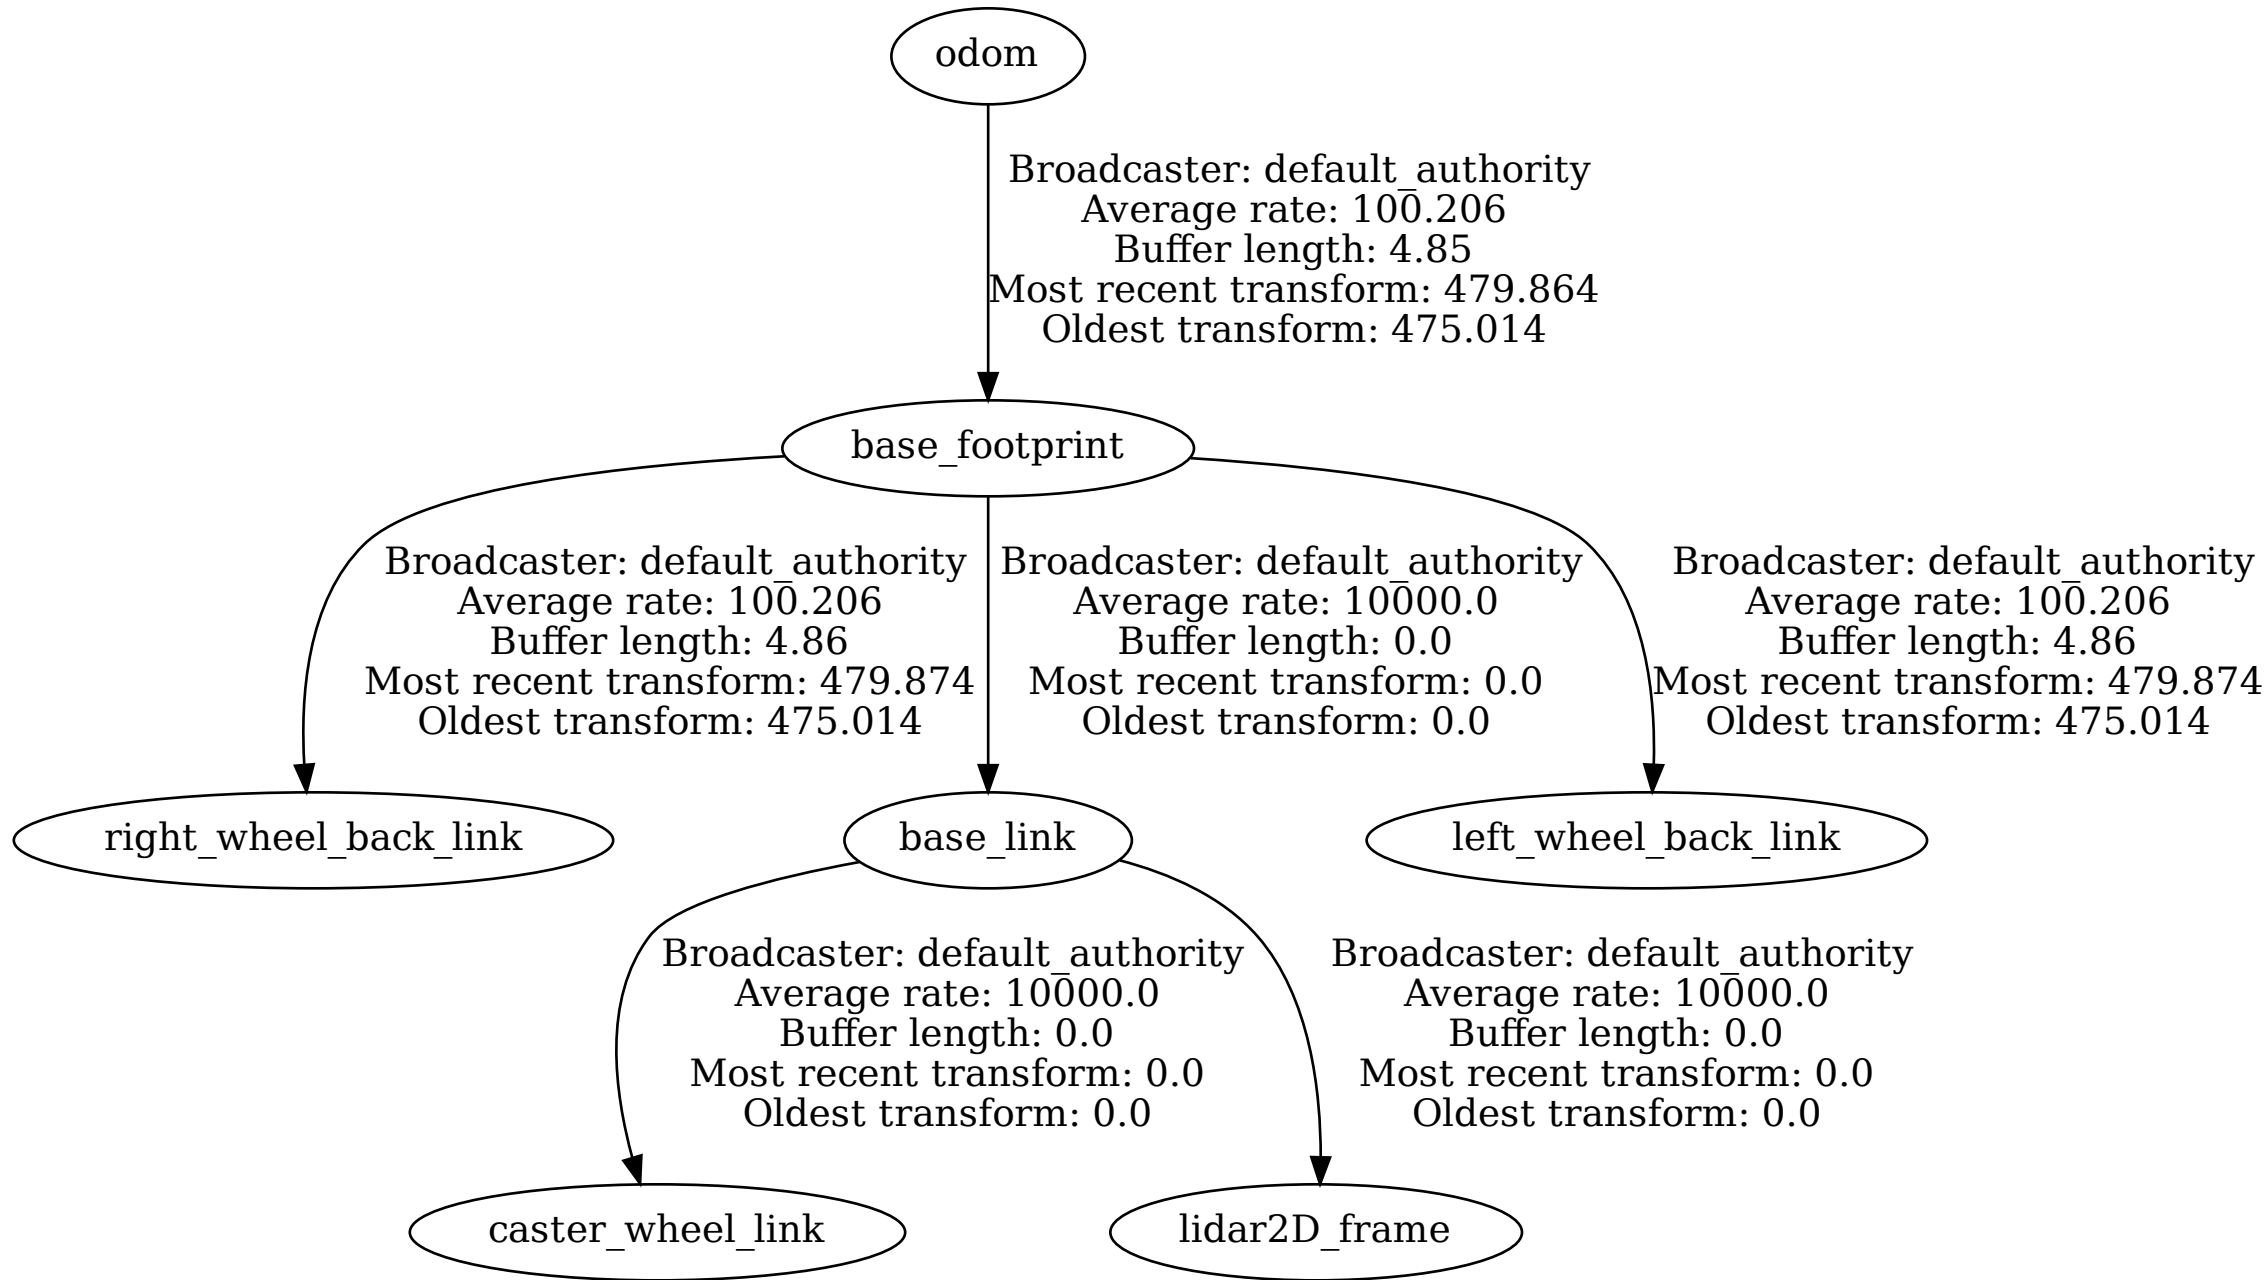 odom
Broadcaster: default_authority
Average rate: 100.206
Buffer length: 4.85
Most recent transform: 479.864
Oldest transform: 475.014
base_footprint
Broadcaster: default_authority
Average rate: 100.206
Buffer length: 4.86
Most recent transform: 479.874
Oldest transform: 475.014
Broadcaster: default_authority
Average rate: 10000.0
Buffer length: 0.0
Most recent transform: 0.0
Oldest transform: 0.0
Broadcaster: default_authority
Average rate: 100.206
Buffer length: 4.86
Most recent transform: 479.874
Oldest transform: 475.014
right_wheel_back_link
base_link
left_wheel_back_link
Broadcaster: default_authority
Average rate: 10000.0
Buffer length: 0.0
Most recent transform: 0.0
Oldest transform: 0.0
Broadcaster: default_authority
Average rate: 10000.0
Buffer length: 0.0
Most recent transform: 0.0
Oldest transform: 0.0
caster_wheel_link
lidar2D_frame